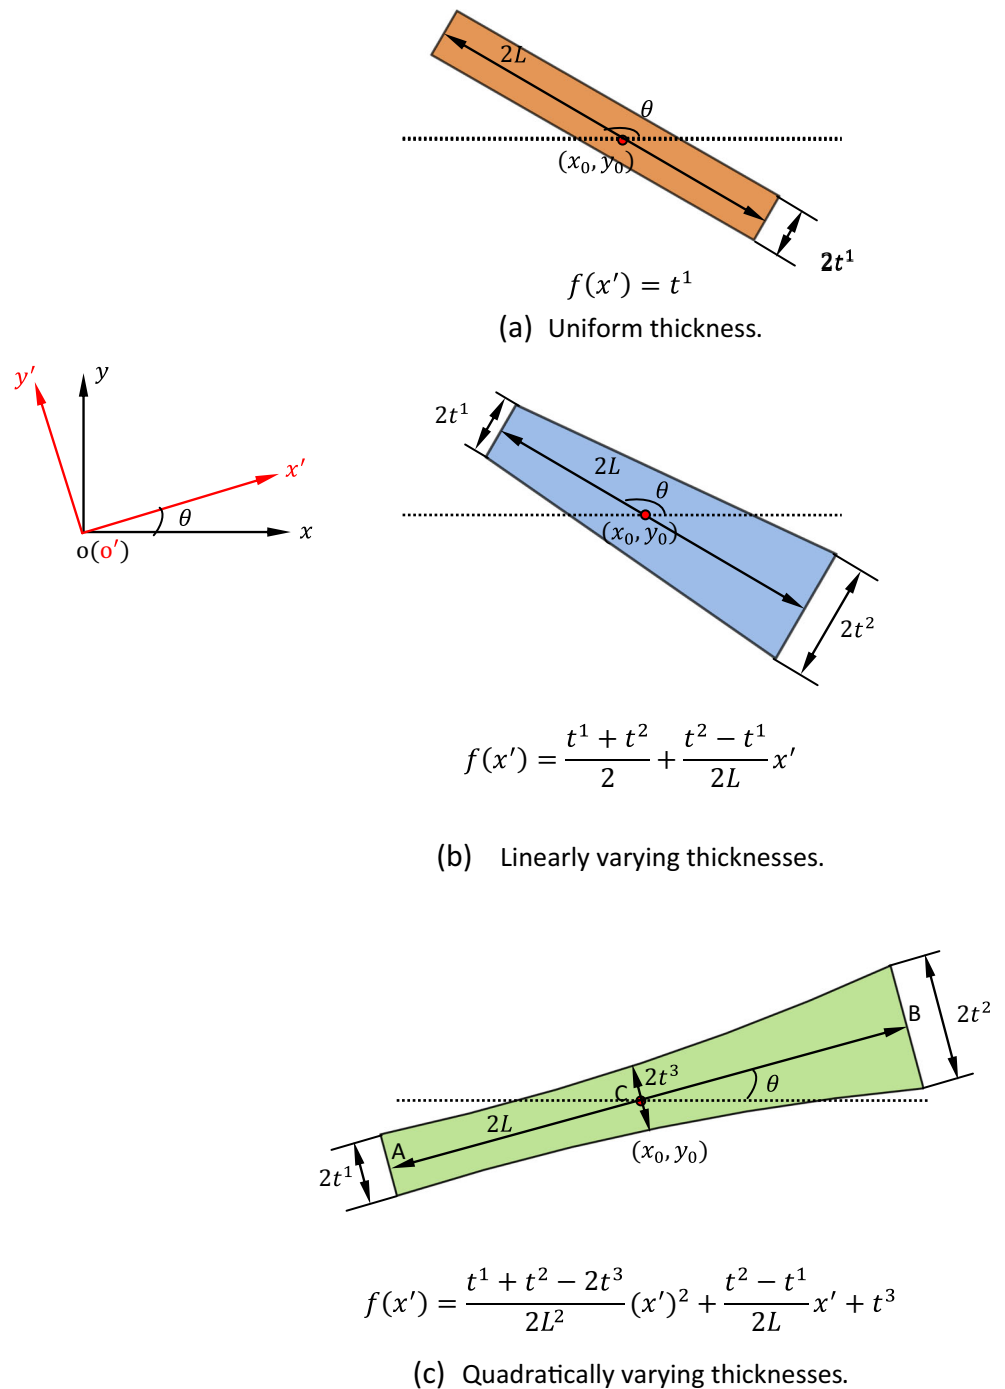 2L
θ
(x₀, y₀)
2t¹
f(x′) = t¹
(a) Uniform thickness.
y′
y
x′
θ
x
o(o′)
2t¹
2L
θ
(x₀, y₀)
2t²
f(x′) = (t¹ + t²)/2 + (t² − t¹)/(2L) x′
(b) Linearly varying thicknesses.
B
2t²
2t³
C
θ
2L
A
(x₀, y₀)
2t¹
f(x′) = (t¹ + t² − 2t³)/(2L²) (x′)² + (t² − t¹)/(2L) x′ + t³
(c) Quadratically varying thicknesses.